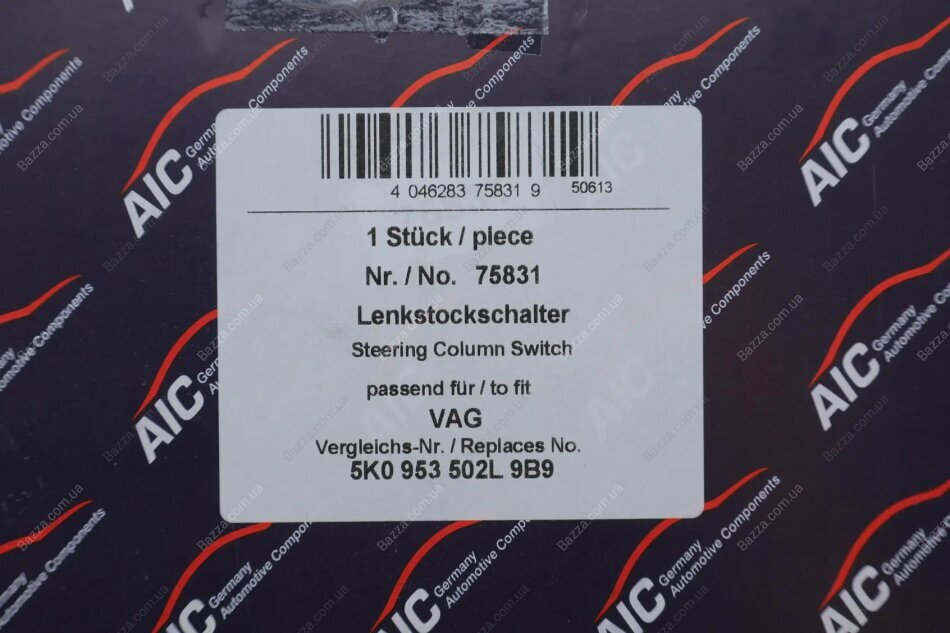 4 046283 75831 9 50613
1 Stück / piece
Nr. / No. 75831
Lenkstockschalter
Steering Column Switch
passend für / to fit
VAG
Vergleichs-Nr. / Replaces No.
5K0 953 502L 9B9
AIC Germany
Automotive Components
Bazza.com.ua